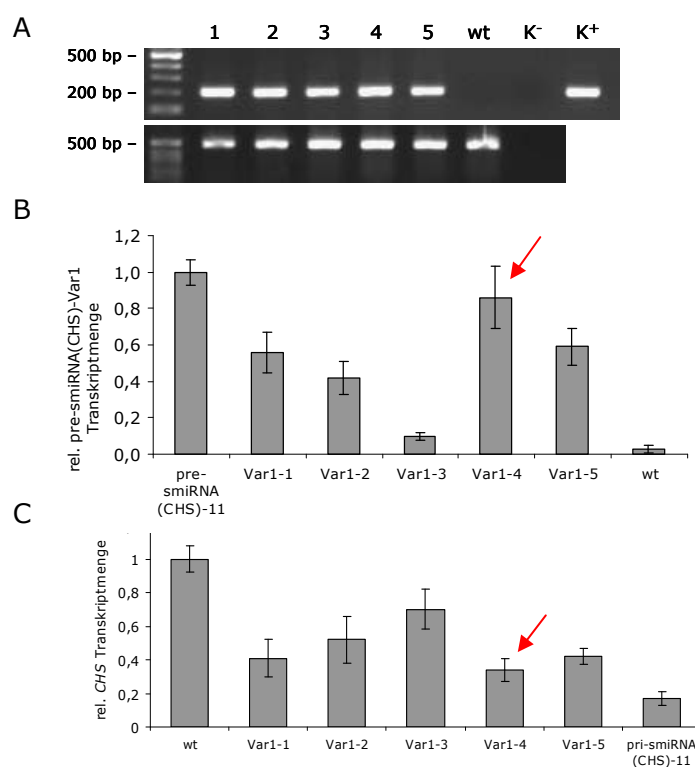 A
1 2 3 4 5 wt K⁻ K⁺
500 bp –
200 bp –
500 bp –
B
rel. pre-smiRNA(CHS)-Var1
Transkriptmenge
1,2
1,0
0,8
0,6
0,4
0,2
0,0
pre- Var1-1 Var1-2 Var1-3 Var1-4 Var1-5 wt
smiRNA
(CHS)-11
C
rel. CHS Transkriptmenge
1
0,8
0,6
0,4
0,2
0
wt Var1-1 Var1-2 Var1-3 Var1-4 Var1-5 pri-smiRNA
(CHS)-11